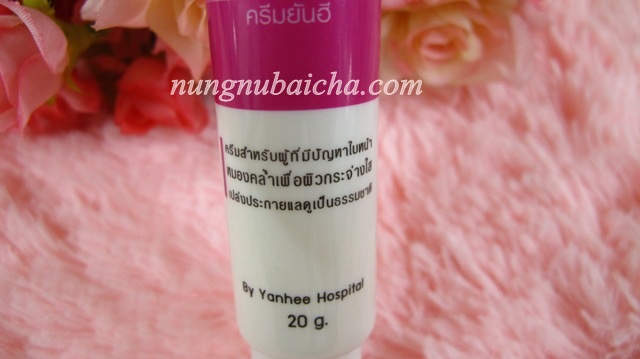 ครีมยันฮี
nungnubaicha.com
ครีมสำหรับผู้ที่มีปัญหาใบหน้า
หมองคล้ำเพื่อผิวกระจ่างใส
เปล่งประกายแลดูเป็นธรรมชาติ
By Yanhee Hospital
20 g.